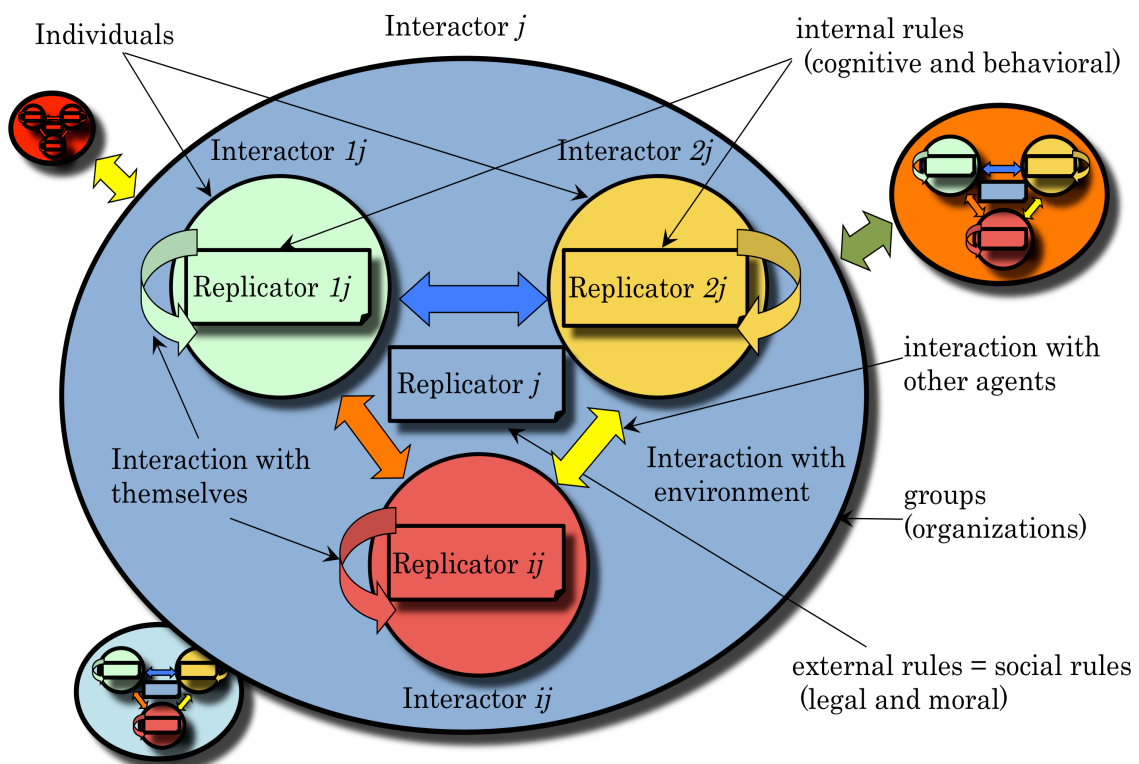 Interactor j
Individuals
internal rules
(cognitive and behavioral)
Interactor 1j
Interactor 2j
Replicator 1j
Replicator 2j
Replicator j
interaction with
other agents
Interaction with
themselves
Interaction with
environment
groups
(organizations)
Replicator ij
Interactor ij
external rules = social rules
(legal and moral)